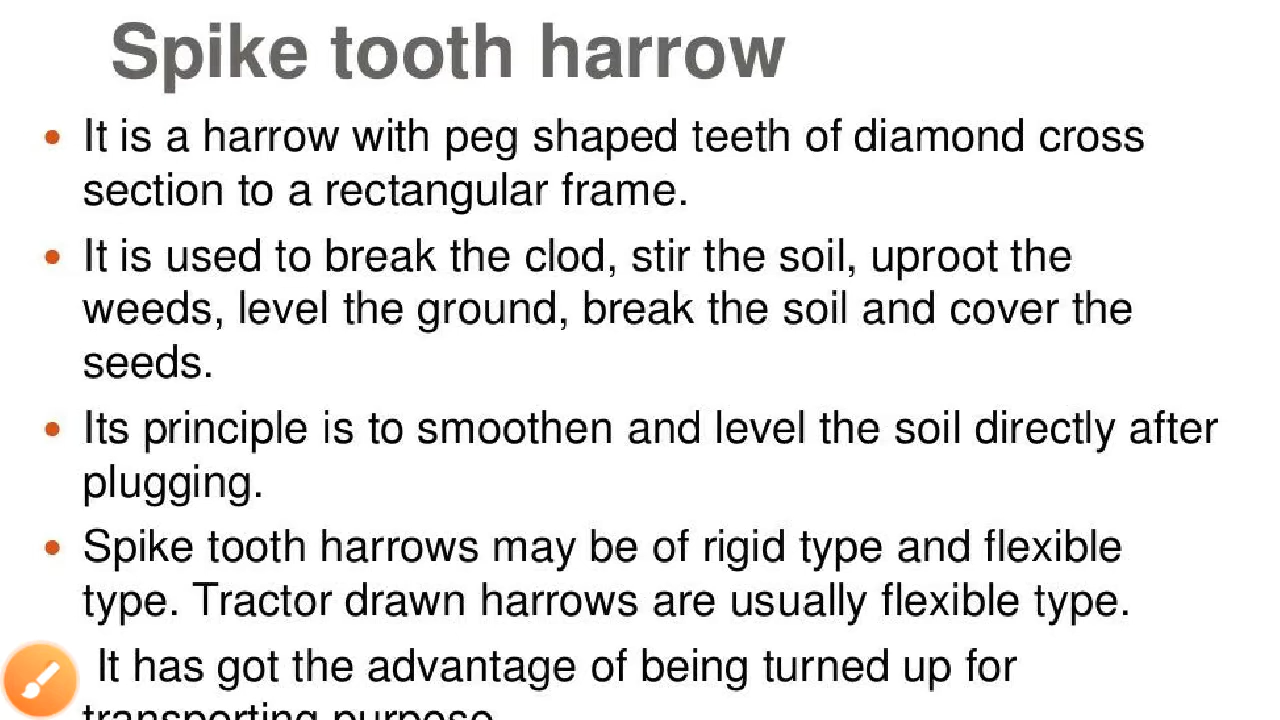 Spike tooth harrow
• It is a harrow with peg shaped teeth of diamond cross
section to a rectangular frame.
• It is used to break the clod, stir the soil, uproot the
weeds, level the ground, break the soil and cover the
seeds.
• Its principle is to smoothen and level the soil directly after
plugging.
• Spike tooth harrows may be of rigid type and flexible
type. Tractor drawn harrows are usually flexible type.
It has got the advantage of being turned up for
transporting purpose.